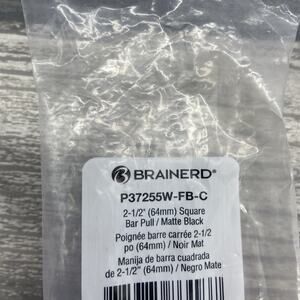 BRAINERD®
P37255W-FB-C
2-1/2" (64mm) Square
Bar Pull / Matte Black
Poignée barre carrée 2-1/2
po (64mm) / Noir Mat
Manija de barra cuadrada
de 2-1/2" (64mm) / Negro Mate